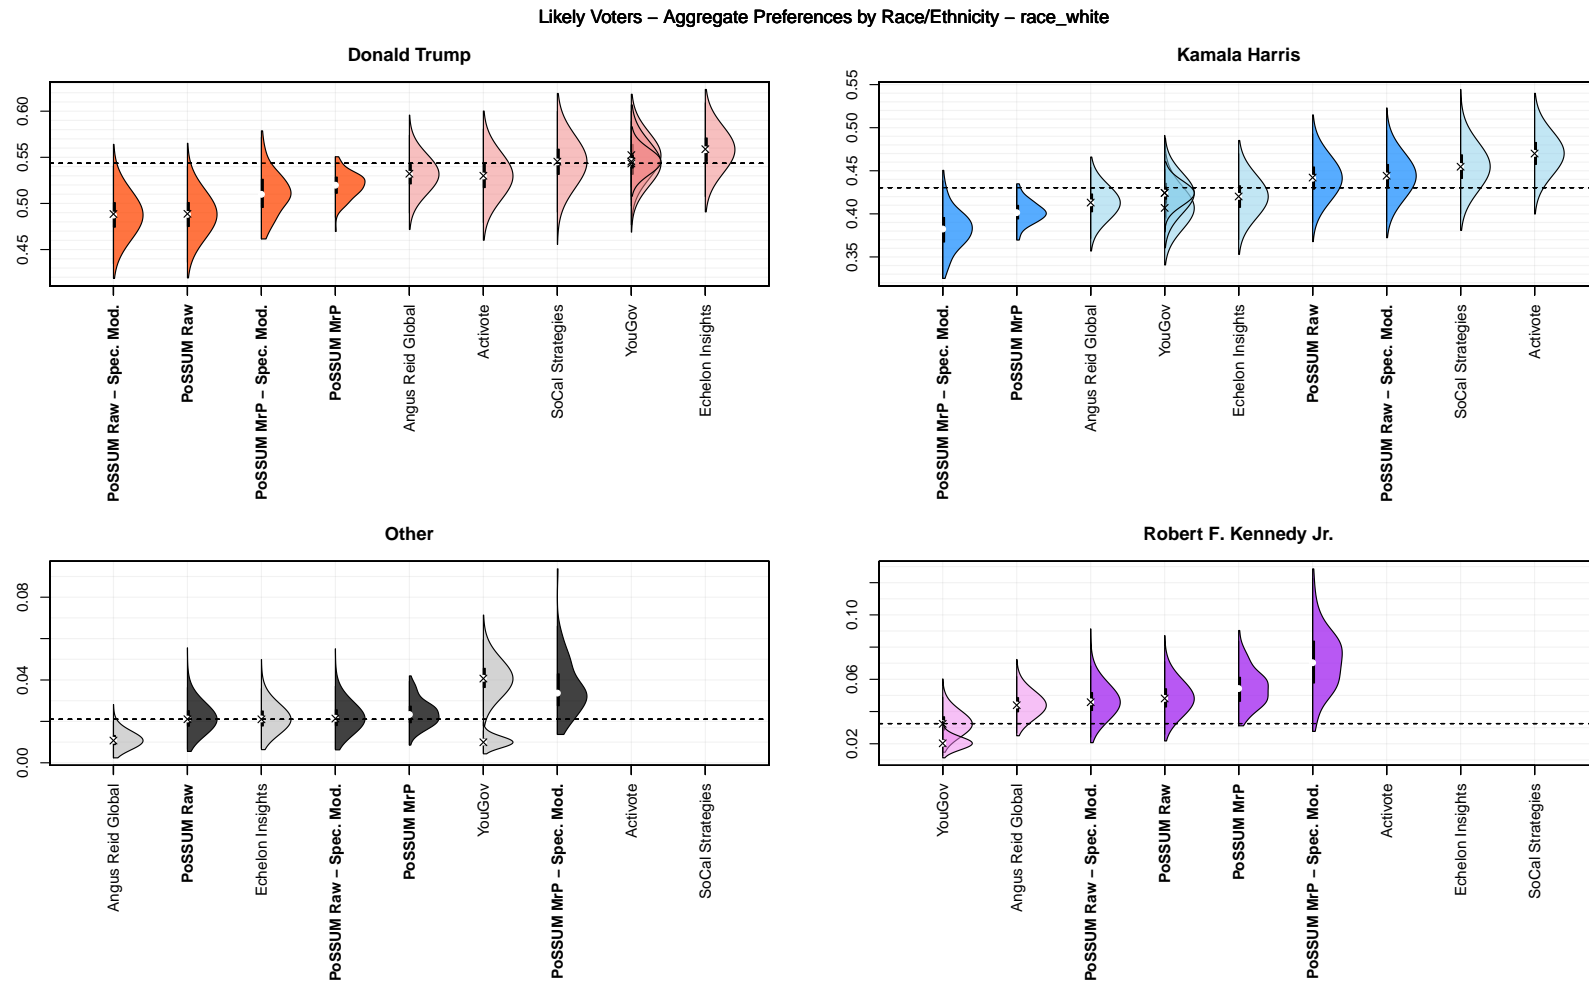 Likely Voters – Aggregate Preferences by Race/Ethnicity – race_white
Donald Trump
0.60
0.55
0.50
0.45
PoSSUM Raw – Spec. Mod.
PoSSUM Raw
PoSSUM MrP – Spec. Mod.
PoSSUM MrP
Angus Reid Global
Activote
SoCal Strategies
YouGov
Echelon Insights
Kamala Harris
0.55
0.50
0.45
0.40
0.35
PoSSUM MrP – Spec. Mod.
PoSSUM MrP
Angus Reid Global
YouGov
Echelon Insights
PoSSUM Raw
PoSSUM Raw – Spec. Mod.
SoCal Strategies
Activote
Other
0.08
0.04
0.00
Angus Reid Global
PoSSUM Raw
Echelon Insights
PoSSUM Raw – Spec. Mod.
PoSSUM MrP
YouGov
PoSSUM MrP – Spec. Mod.
Activote
SoCal Strategies
Robert F. Kennedy Jr.
0.10
0.06
0.02
YouGov
Angus Reid Global
PoSSUM Raw – Spec. Mod.
PoSSUM Raw
PoSSUM MrP
PoSSUM MrP – Spec. Mod.
Activote
Echelon Insights
SoCal Strategies